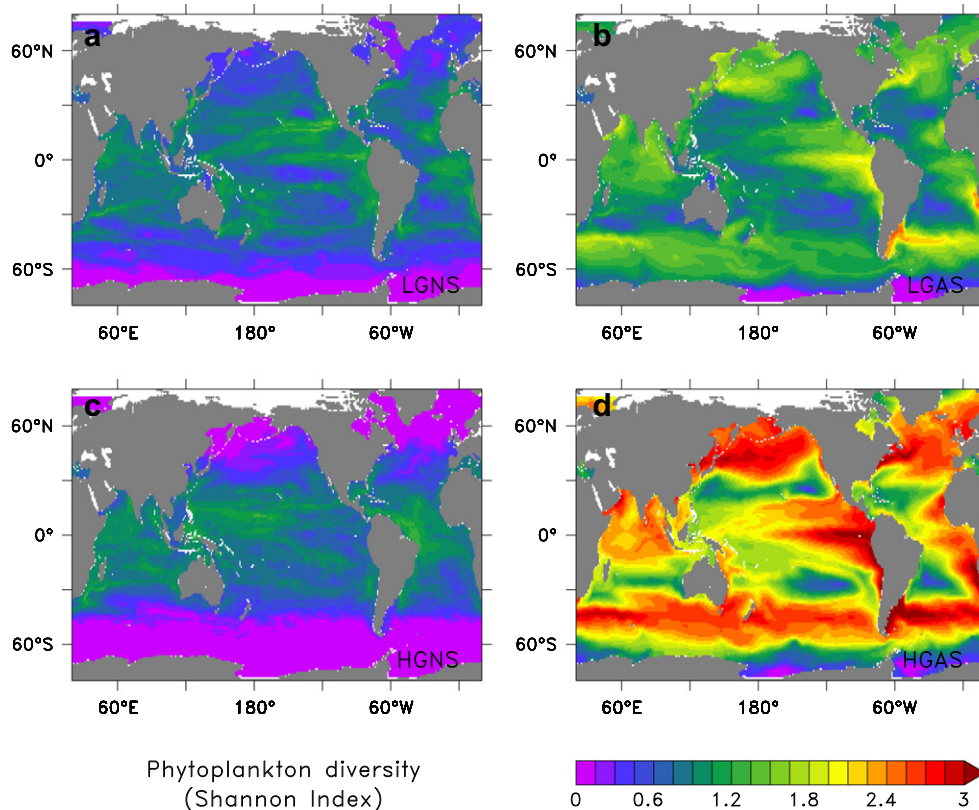 a
b
60°N
0°
60°S
LGNS
60°N
0°
60°S
LGAS
60°E
180°
60°W
60°E
180°
60°W
c
d
60°N
0°
60°S
HGNS
60°N
0°
60°S
HGAS
60°E
180°
60°W
60°E
180°
60°W
Phytoplankton diversity
(Shannon Index)
0 0.6 1.2 1.8 2.4 3